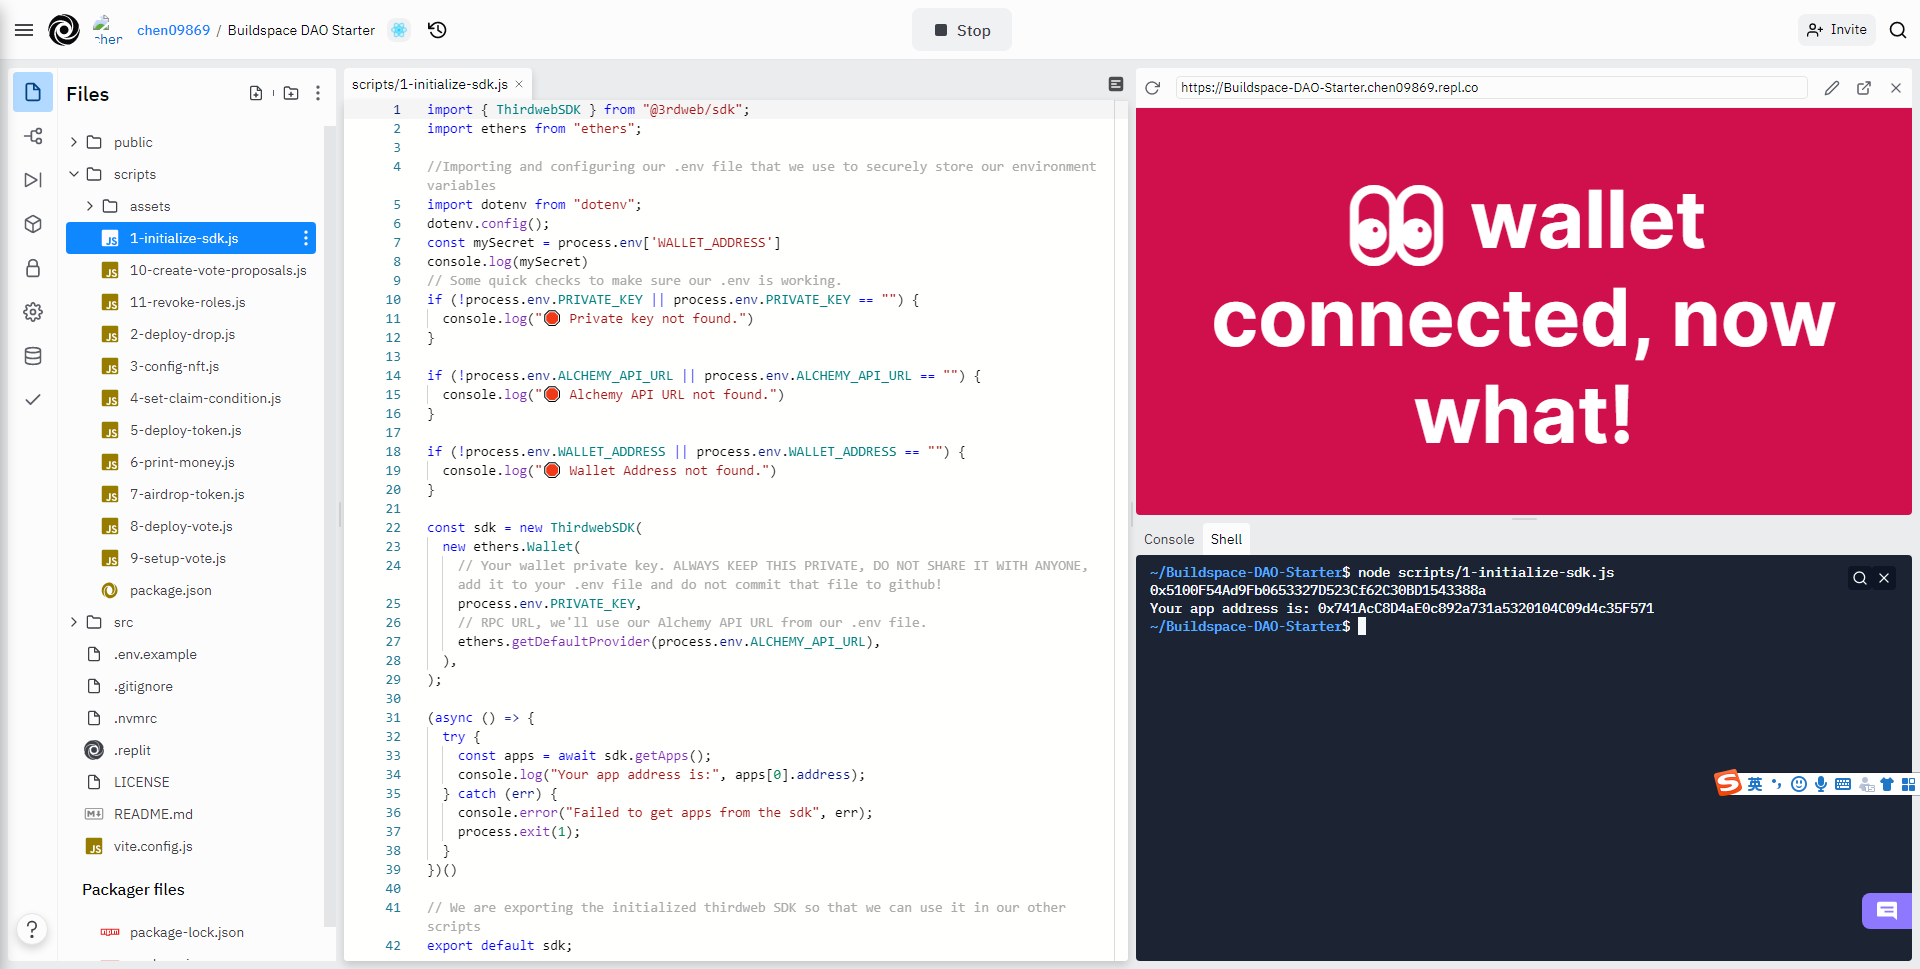 chen09869 / Buildspace DAO Starter
Stop
Invite
Files
public
scripts
assets
1-initialize-sdk.js
10-create-vote-proposals.js
11-revoke-roles.js
2-deploy-drop.js
3-config-nft.js
4-set-claim-condition.js
5-deploy-token.js
6-print-money.js
7-airdrop-token.js
8-deploy-vote.js
9-setup-vote.js
package.json
src
.env.example
.gitignore
.nvmrc
.replit
LICENSE
README.md
vite.config.js
Packager files
package-lock.json
scripts/1-initialize-sdk.js
1 import { ThirdwebSDK } from "@3rdweb/sdk";
2 import ethers from "ethers";
3
4 //Importing and configuring our .env file that we use to securely store our environment
variables
5 import dotenv from "dotenv";
6 dotenv.config();
7 const mySecret = process.env['WALLET_ADDRESS']
8 console.log(mySecret)
9 // Some quick checks to make sure our .env is working.
10 if (!process.env.PRIVATE_KEY || process.env.PRIVATE_KEY == "") {
11 console.log("🛑 Private key not found.")
12 }
13
14 if (!process.env.ALCHEMY_API_URL || process.env.ALCHEMY_API_URL == "") {
15 console.log("🛑 Alchemy API URL not found.")
16 }
17
18 if (!process.env.WALLET_ADDRESS || process.env.WALLET_ADDRESS == "") {
19 console.log("🛑 Wallet Address not found.")
20 }
21
22 const sdk = new ThirdwebSDK(
23 new ethers.Wallet(
24 // Your wallet private key. ALWAYS KEEP THIS PRIVATE, DO NOT SHARE IT WITH ANYONE,
add it to your .env file and do not commit that file to github!
25 process.env.PRIVATE_KEY,
26 // RPC URL, we'll use our Alchemy API URL from our .env file.
27 ethers.getDefaultProvider(process.env.ALCHEMY_API_URL),
28 ),
29 );
30
31 (async () => {
32 try {
33 const apps = await sdk.getApps();
34 console.log("Your app address is:", apps[0].address);
35 } catch (err) {
36 console.error("Failed to get apps from the sdk", err);
37 process.exit(1);
38 }
39 })()
40
41 // We are exporting the initialized thirdweb SDK so that we can use it in our other
scripts
42 export default sdk;
https://Buildspace-DAO-Starter.chen09869.repl.co
👀 wallet
connected, now
what!
Console Shell
~/Buildspace-DAO-Starter$ node scripts/1-initialize-sdk.js
0x5100F54Ad9Fb0653327D523Cf62C30BD1543388a
Your app address is: 0x741AcC8D4aE0c892a731a5320104C09d4c35F571
~/Buildspace-DAO-Starter$
英